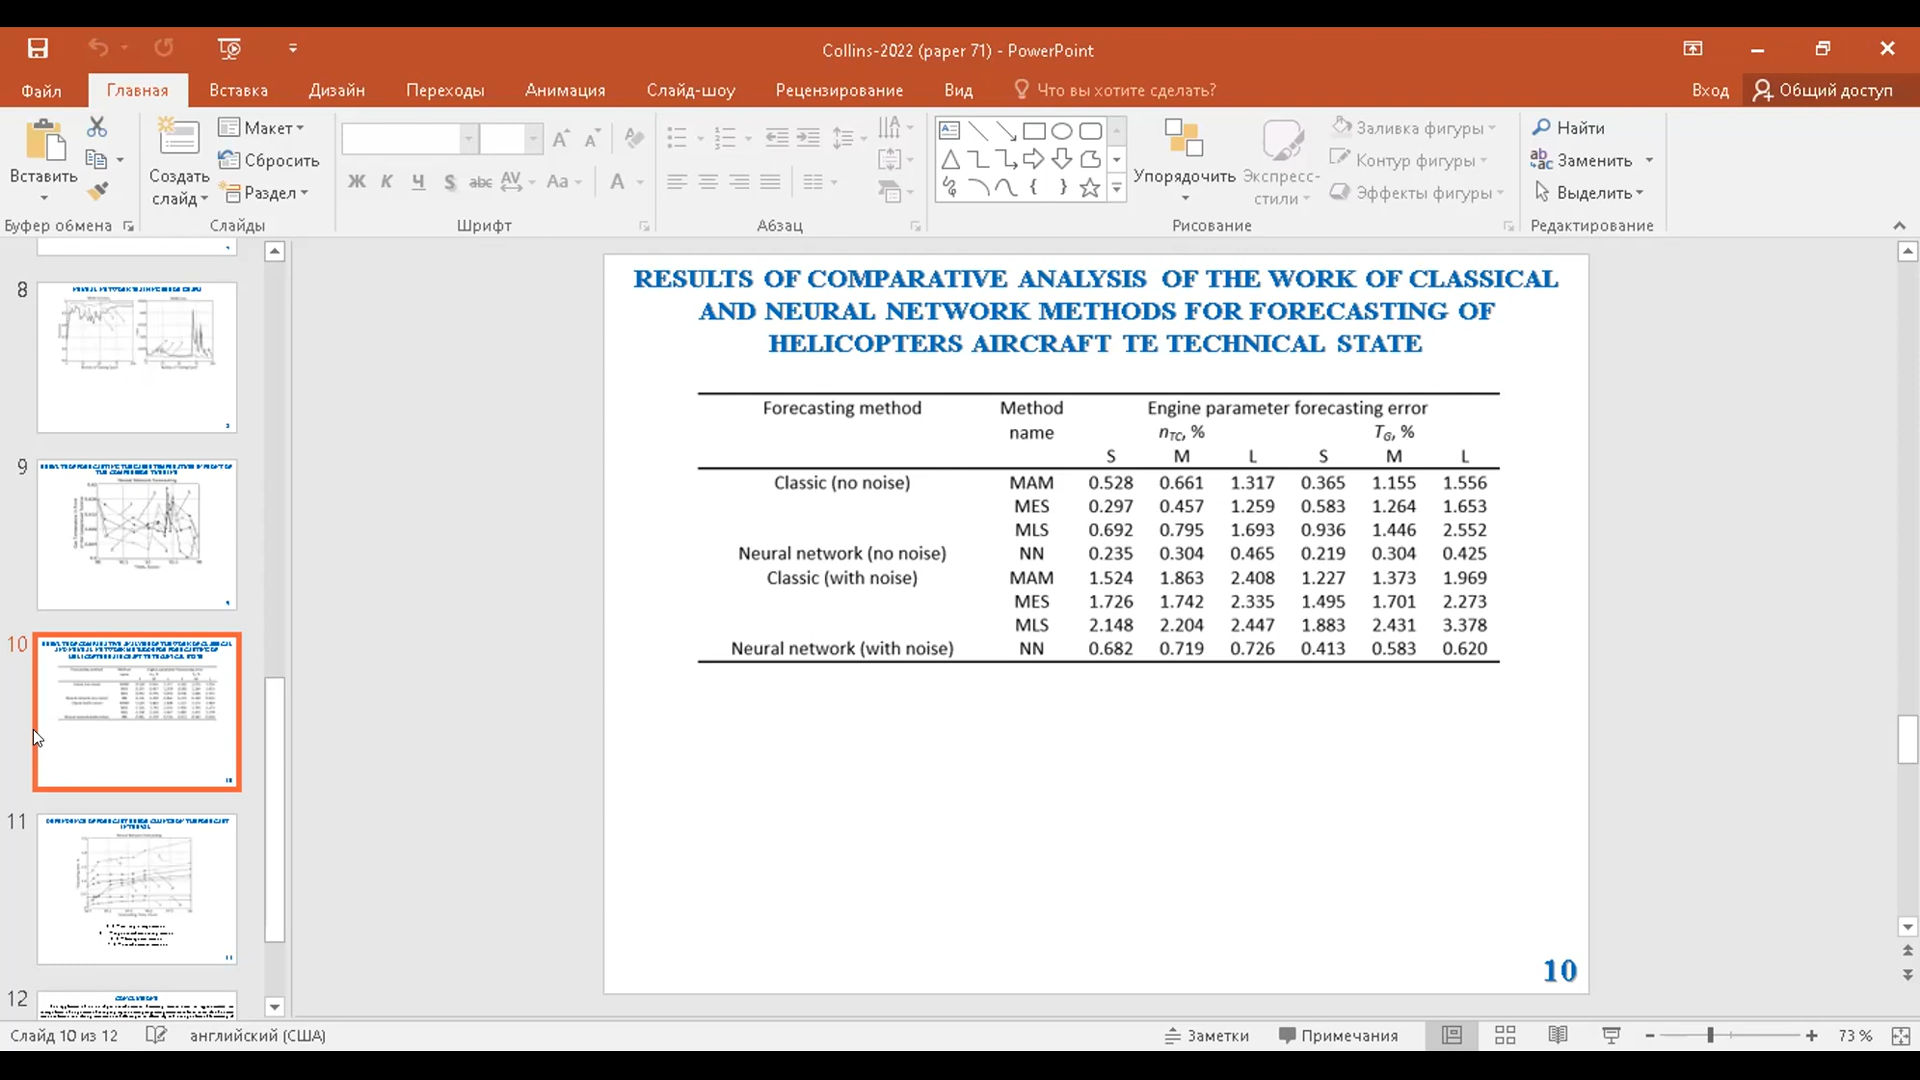 Collins-2022 (paper 71) - PowerPoint
Файл Главная Вставка Дизайн Переходы Анимация Слайд-шоу Рецензирование Вид Что вы хотите сделать? Вход Общий доступ
Вставить
Буфер обмена
Создать слайд
Макет
Сбросить
Раздел
Слайды
Ж К Ч S abc AV Aa A
Шрифт
Абзац
Упорядочить
Экспресс-стили
Заливка фигуры
Контур фигуры
Эффекты фигуры
Рисование
Найти
Заменить
Выделить
Редактирование
8
9
10
11
12
RESULTS OF COMPARATIVE ANALYSIS OF THE WORK OF CLASSICAL
AND NEURAL NETWORK METHODS FOR FORECASTING OF
HELICOPTERS AIRCRAFT TE TECHNICAL STATE
Forecasting method Method Engine parameter forecasting error
name nTC, % TG, %
S M L S M L
Classic (no noise) MAM 0.528 0.661 1.317 0.365 1.155 1.556
MES 0.297 0.457 1.259 0.583 1.264 1.653
MLS 0.692 0.795 1.693 0.936 1.446 2.552
Neural network (no noise) NN 0.235 0.304 0.465 0.219 0.304 0.425
Classic (with noise) MAM 1.524 1.863 2.408 1.227 1.373 1.969
MES 1.726 1.742 2.335 1.495 1.701 2.273
MLS 2.148 2.204 2.447 1.883 2.431 3.378
Neural network (with noise) NN 0.682 0.719 0.726 0.413 0.583 0.620
10
Слайд 10 из 12 английский (США) Заметки Примечания 73 %